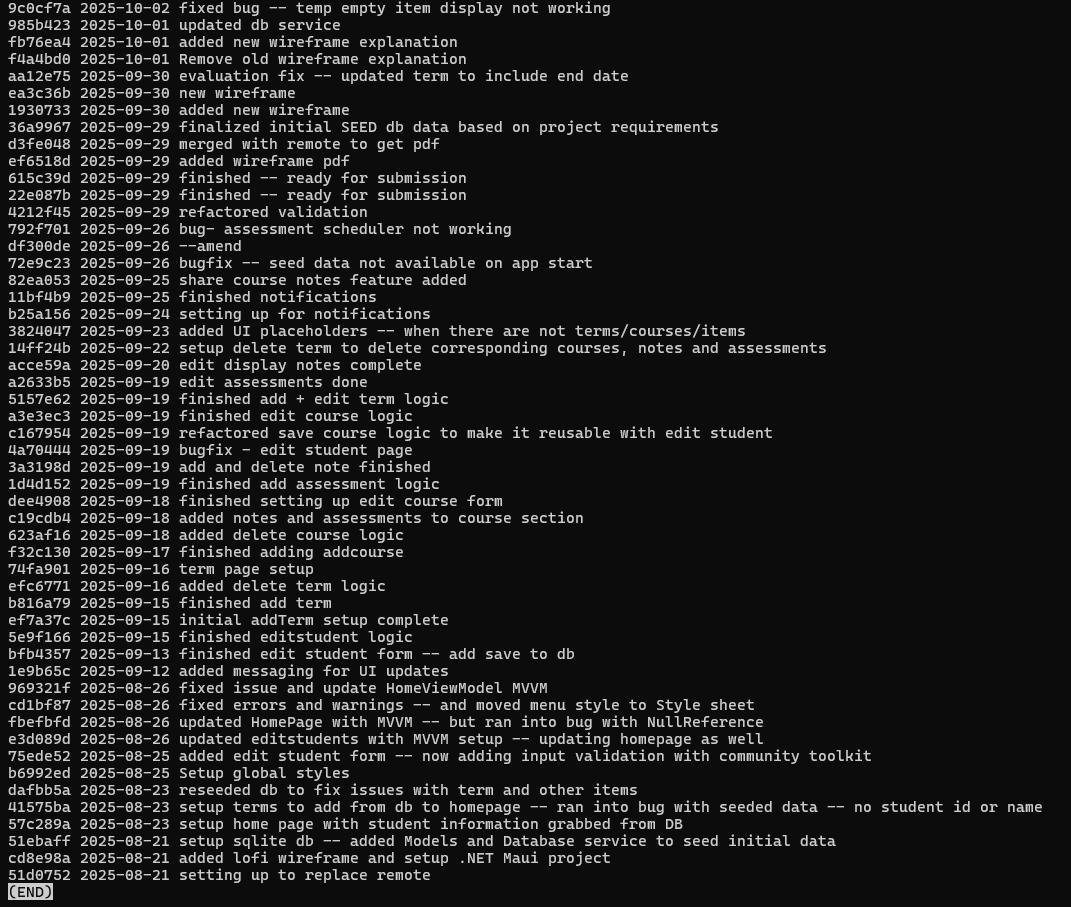 9c0cf7a 2025-10-02 fixed bug -- temp empty item display not working
985b423 2025-10-01 updated db service
fb76ea4 2025-10-01 added new wireframe explanation
f4a4bd0 2025-10-01 Remove old wireframe explanation
aa12e75 2025-09-30 evaluation fix -- updated term to include end date
ea3c36b 2025-09-30 new wireframe
1930733 2025-09-30 added new wireframe
36a9967 2025-09-29 finalized initial SEED db data based on project requirements
d3fe048 2025-09-29 merged with remote to get pdf
ef6518d 2025-09-29 added wireframe pdf
615c39d 2025-09-29 finished -- ready for submission
22e087b 2025-09-29 finished -- ready for submission
4212f45 2025-09-29 refactored validation
792f701 2025-09-26 bug- assessment scheduler not working
df300de 2025-09-26 --amend
72e9c23 2025-09-26 bugfix -- seed data not available on app start
82ea053 2025-09-25 share course notes feature added
11bf4b9 2025-09-25 finished notifications
b25a156 2025-09-24 setting up for notifications
3824047 2025-09-23 added UI placeholders -- when there are not terms/courses/items
14ff24b 2025-09-22 setup delete term to delete corresponding courses, notes and assessments
acce59a 2025-09-20 edit display notes complete
a2633b5 2025-09-19 edit assessments done
5157e62 2025-09-19 finished add + edit term logic
a3e3ec3 2025-09-19 finished edit course logic
c167954 2025-09-19 refactored save course logic to make it reusable with edit student
4a70444 2025-09-19 bugfix - edit student page
3a3198d 2025-09-19 add and delete note finished
1d4d152 2025-09-19 finished add assessment logic
dee4908 2025-09-18 finished setting up edit course form
c19cdb4 2025-09-18 added notes and assessments to course section
623af16 2025-09-18 added delete course logic
f32c130 2025-09-17 finished adding addcourse
74fa901 2025-09-16 term page setup
efc6771 2025-09-16 added delete term logic
b816a79 2025-09-15 finished add term
ef7a37c 2025-09-15 initial addTerm setup complete
5e9f166 2025-09-15 finished editstudent logic
bfb4357 2025-09-13 finished edit student form -- add save to db
1e9b65c 2025-09-12 added messaging for UI updates
969321f 2025-08-26 fixed issue and update HomeViewModel MVVM
cd1bf87 2025-08-26 fixed errors and warnings -- and moved menu style to Style sheet
fbefbfd 2025-08-26 updated HomePage with MVVM -- but ran into bug with NullReference
e3d089d 2025-08-26 updated editstudents with MVVM setup -- updating homepage as well
75ede52 2025-08-25 added edit student form -- now adding input validation with community toolkit
b6992ed 2025-08-25 Setup global styles
dafbb5a 2025-08-23 reseeded db to fix issues with term and other items
41575ba 2025-08-23 setup terms to add from db to homepage -- ran into bug with seeded data -- no student id or name
57c289a 2025-08-23 setup home page with student information grabbed from DB
51ebaff 2025-08-21 setup sqlite db -- added Models and Database service to seed initial data
cd8e98a 2025-08-21 added lofi wireframe and setup .NET Maui project
51d0752 2025-08-21 setting up to replace remote
(END)